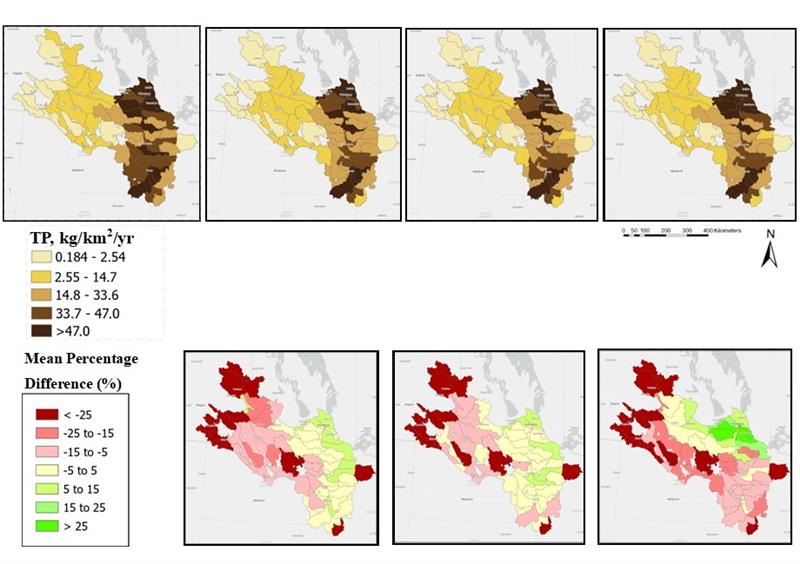 0 50 100 200 300 400 Kilometers
N
TP, kg/km²/yr
0.184 - 2.54
2.55 - 14.7
14.8 - 33.6
33.7 - 47.0
>47.0
Mean Percentage
Difference (%)
< -25
-25 to -15
-15 to -5
-5 to 5
5 to 15
15 to 25
> 25